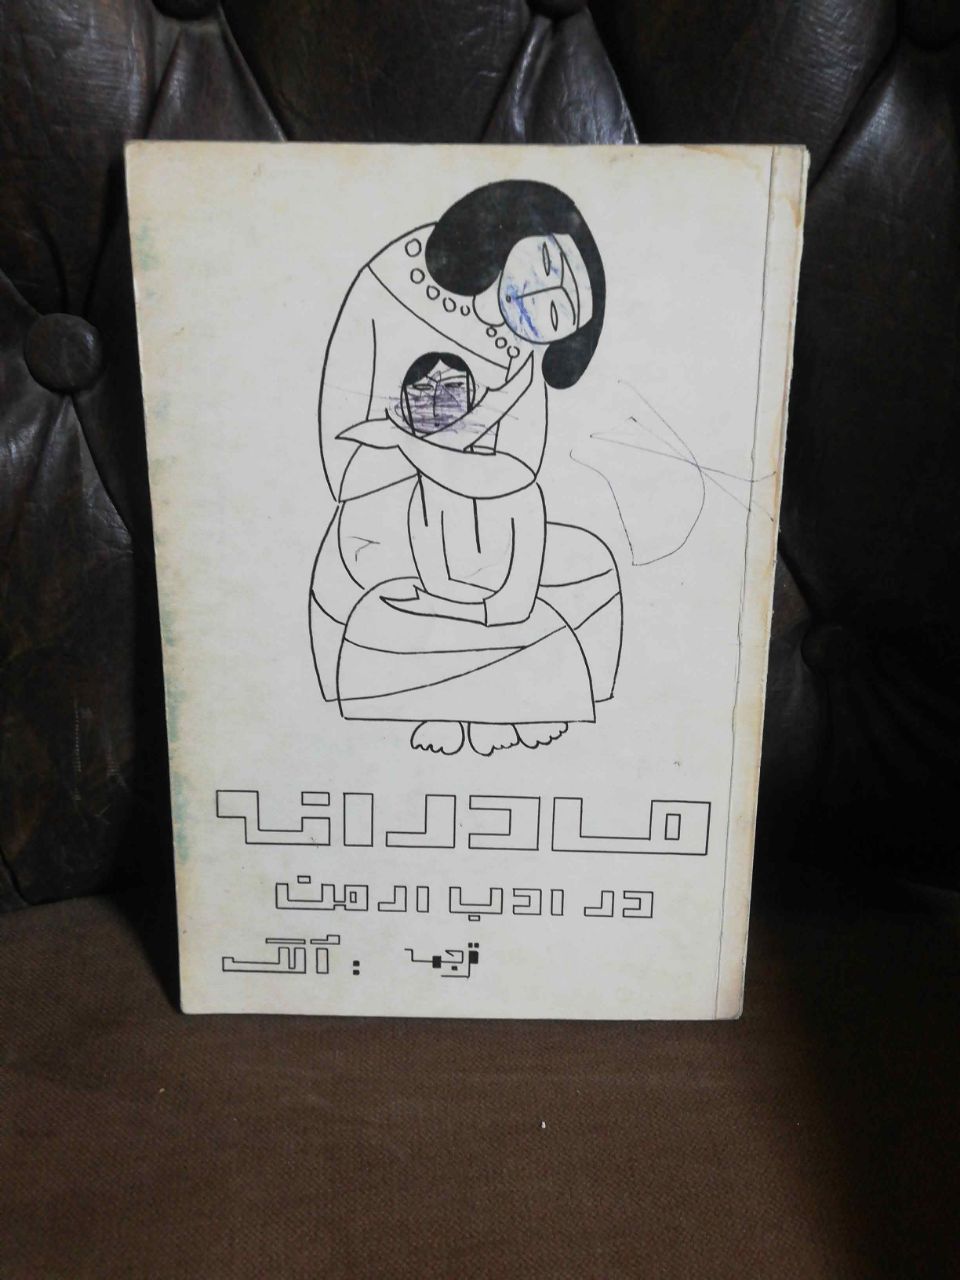 مادرانه
در ادب ارمن
ترجمه : آلک